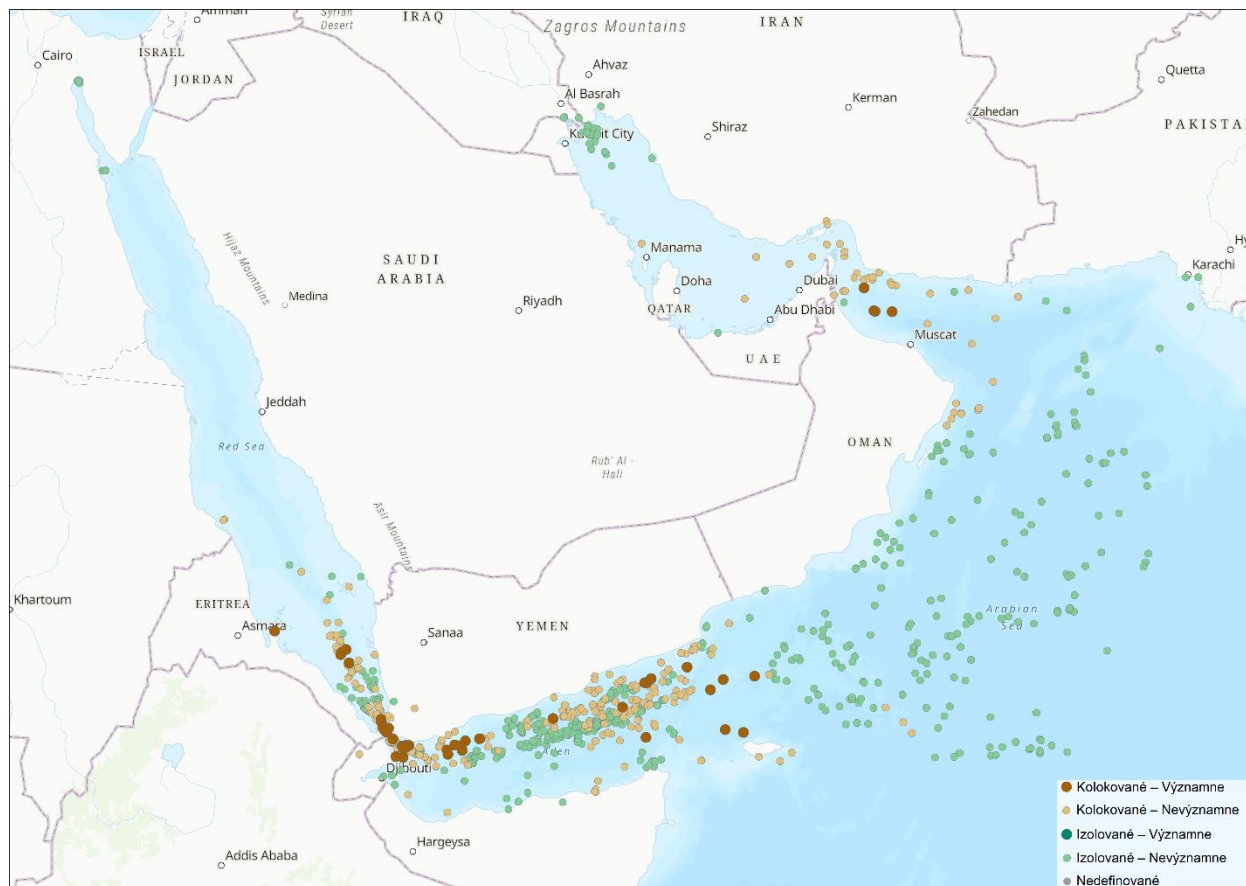 Amman
Syrian
Desert
IRAQ
Zagros Mountains
IRAN
Cairo
ISRAEL
JORDAN
Ahvaz
Al Basrah
Kuwait City
Shiraz
Kerman
Zahedan
Quetta
PAKISTAN
Hijaz Mountains
Medina
SAUDI
ARABIA
Riyadh
Manama
Doha
QATAR
Dubai
Abu Dhabi
UAE
Muscat
Karachi
Hy
Jeddah
Red Sea
Rub' Al -
Hali
OMAN
Asir Mountains
Khartoum
ERITREA
Asmara
Sanaa
YEMEN
Arabian
Sea
Aden
Djibouti
Hargeysa
Addis Ababa
Kolokované – Významne
Kolokované – Nevýznamne
Izolované – Významne
Izolované – Nevýznamne
Nedefinované